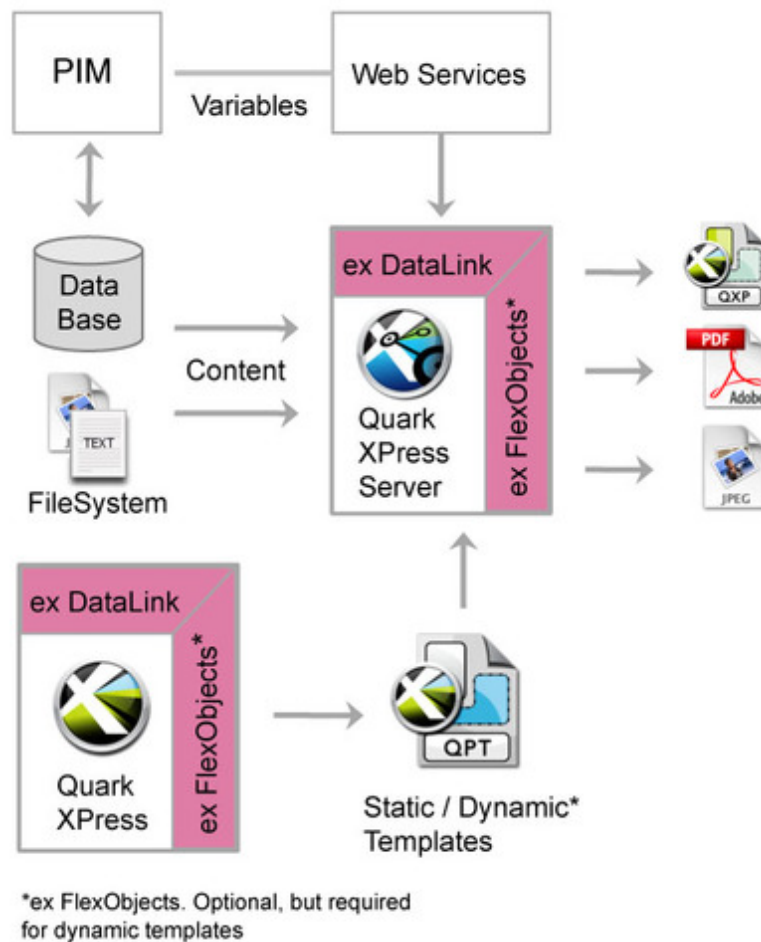 PIM
Web Services
Variables
ex DataLink
ex FlexObjects*
Data
Base
Content
Quark
XPress
Server
TEXT
FileSystem
QXP
PDF
Adobe
JPEG
ex DataLink
ex FlexObjects*
Quark
XPress
QPT
Static / Dynamic*
Templates
*ex FlexObjects. Optional, but required
for dynamic templates